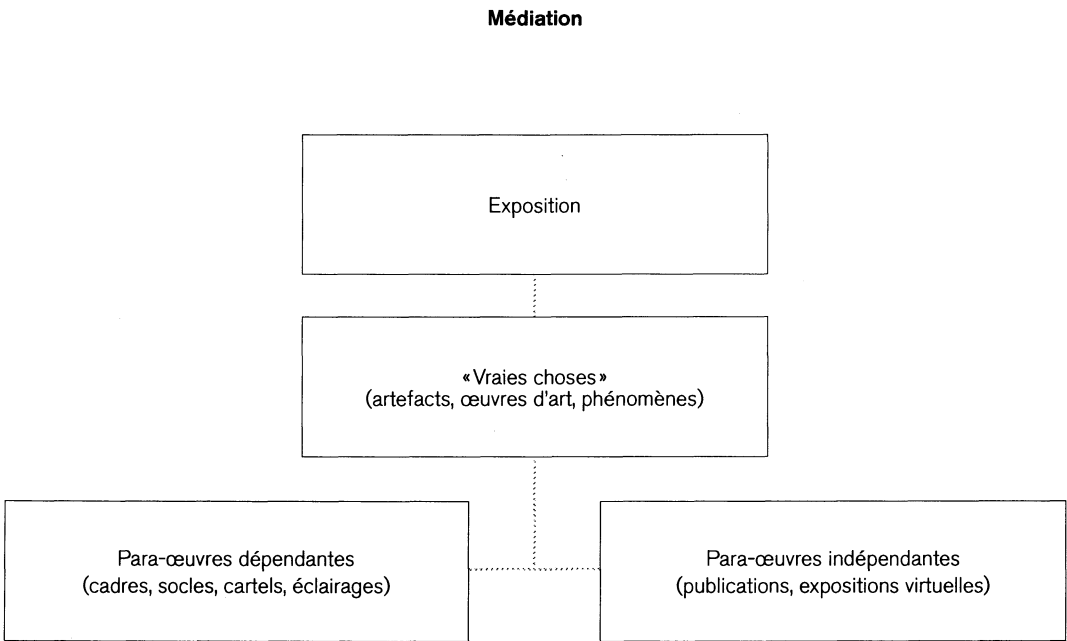 Médiation
Exposition
«Vraies choses»
(artefacts, œuvres d'art, phénomènes)
Para-œuvres dépendantes
(cadres, socles, cartels, éclairages)
Para-œuvres indépendantes
(publications, expositions virtuelles)